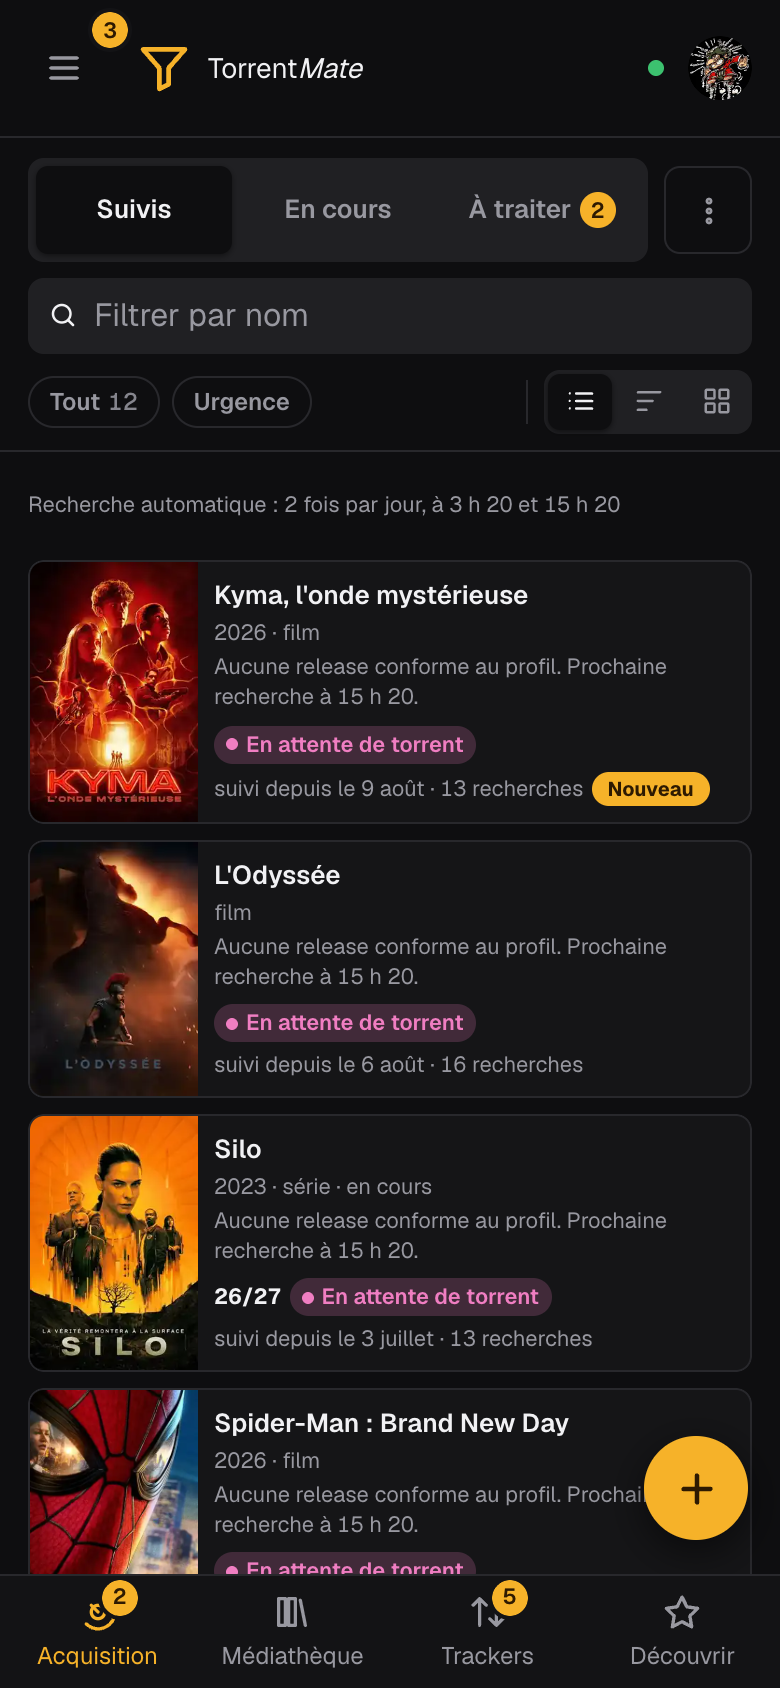 3
TorrentMate
Suivis
En cours
À traiter 2
Filtrer par nom
Tout 12
Urgence
Recherche automatique : 2 fois par jour, à 3 h 20 et 15 h 20
KYMA
L'ONDE MYSTÉRIEUSE
Kyma, l'onde mystérieuse
2026 · film
Aucune release conforme au profil. Prochaine
recherche à 15 h 20.
En attente de torrent
suivi depuis le 9 août · 13 recherches Nouveau
L'ODYSSÉE
L'Odyssée
film
Aucune release conforme au profil. Prochaine
recherche à 15 h 20.
En attente de torrent
suivi depuis le 6 août · 16 recherches
LA VÉRITÉ REMONTERA À LA SURFACE
SILO
Silo
2023 · série · en cours
Aucune release conforme au profil. Prochaine
recherche à 15 h 20.
26/27 En attente de torrent
suivi depuis le 3 juillet · 13 recherches
Spider-Man : Brand New Day
2026 · film
Aucune release conforme au profil. Prochai
recherche à 15 h 20.
En attente de torrent
2
5
Acquisition
Médiathèque
Trackers
Découvrir